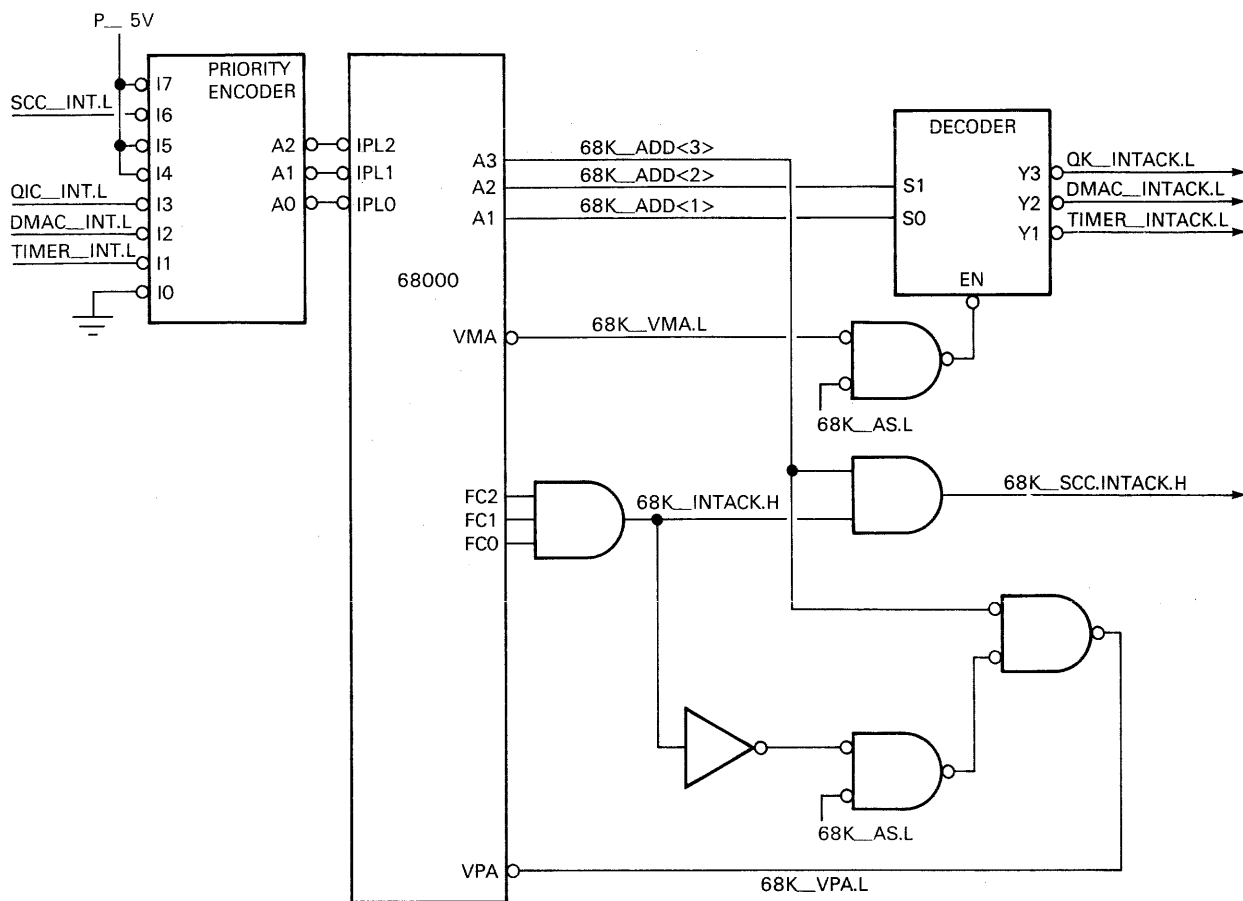 P__ 5V
PRIORITY
ENCODER
I7
SCC__INT.L
I6
I5
I4
QIC__INT.L
I3
DMAC__INT.L
I2
TIMER__INT.L
I1
I0
A2
A1
A0
IPL2
IPL1
IPL0
68000
A3
A2
A1
VMA
FC2
FC1
FC0
VPA
68K__ADD<3>
68K__ADD<2>
68K__ADD<1>
DECODER
S1
S0
Y3
Y2
Y1
EN
QK__INTACK.L
DMAC__INTACK.L
TIMER__INTACK.L
68K__VMA.L
68K__AS.L
68K__INTACK.H
68K__SCC.INTACK.H
68K__AS.L
68K__VPA.L